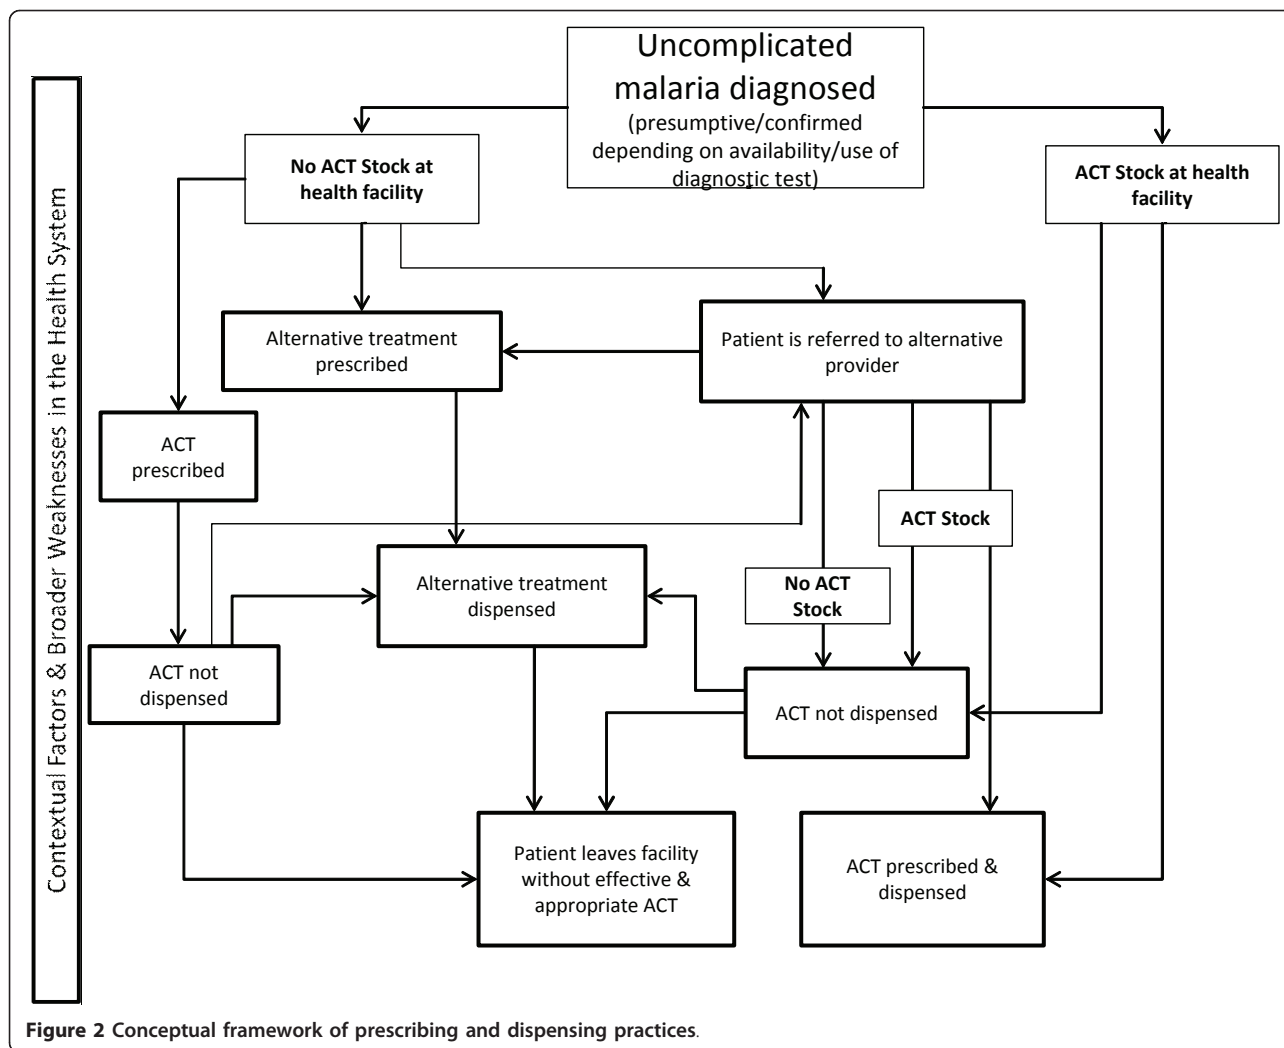 Uncomplicated
malaria diagnosed
(presumptive/confirmed
depending on availability/use of
diagnostic test)
No ACT Stock at
health facility
ACT Stock at health
facility
Contextual Factors & Broader Weaknesses in the Health System
Alternative treatment
prescribed
Patient is referred to alternative
provider
ACT
prescribed
ACT Stock
Alternative treatment
dispensed
No ACT
Stock
ACT not
dispensed
ACT not dispensed
Patient leaves facility
without effective &
appropriate ACT
ACT prescribed &
dispensed
Figure 2 Conceptual framework of prescribing and dispensing practices.